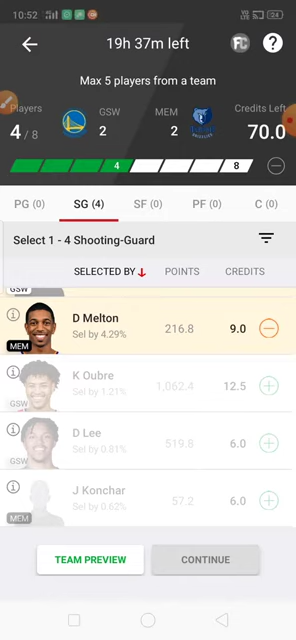 10:52
24
19h 37m left
FC
?
Max 5 players from a team
Players
4 / 8
GSW
2
MEM
2
Credits Left
70.0
4
8
PG (0)
SG (4)
SF (0)
PF (0)
C (0)
Select 1 - 4 Shooting-Guard
SELECTED BY
POINTS
CREDITS
GSW
D Melton
Sel by 4.29%
216.8
9.0
MEM
K Oubre
Sel by 1.21%
1,062.4
12.5
GSW
D Lee
Sel by 0.81%
519.8
6.0
GSW
J Konchar
Sel by 0.62%
57.2
6.0
MEM
TEAM PREVIEW
CONTINUE